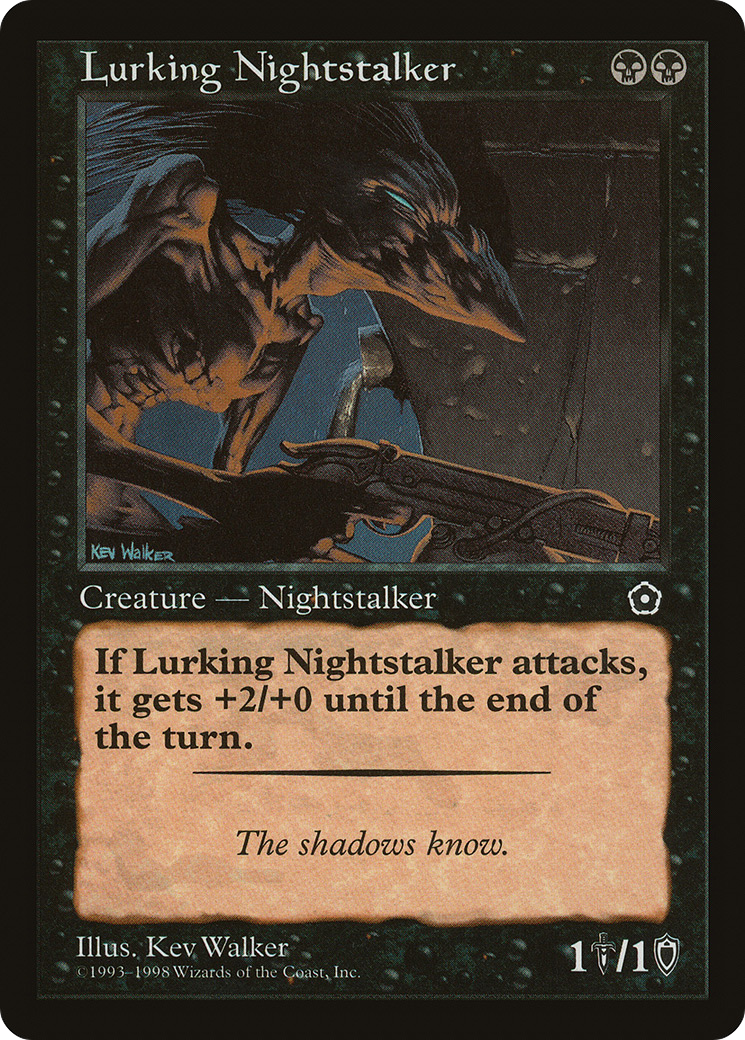 Lurking Nightstalker
KEV WALKER
Creature — Nightstalker
If Lurking Nightstalker attacks,
it gets +2/+0 until the end of
the turn.
The shadows know.
Illus. Kev Walker
©1993–1998 Wizards of the Coast, Inc.
1/1